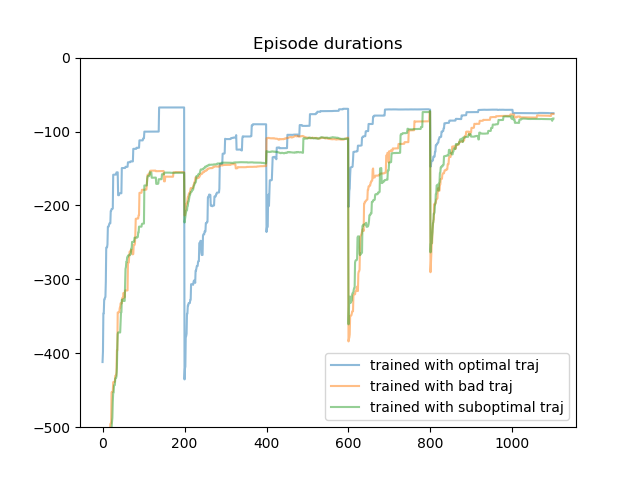 Episode durations
0
−100
−200
−300
−400
−500
0 200 400 600 800 1000
trained with optimal traj
trained with bad traj
trained with suboptimal traj